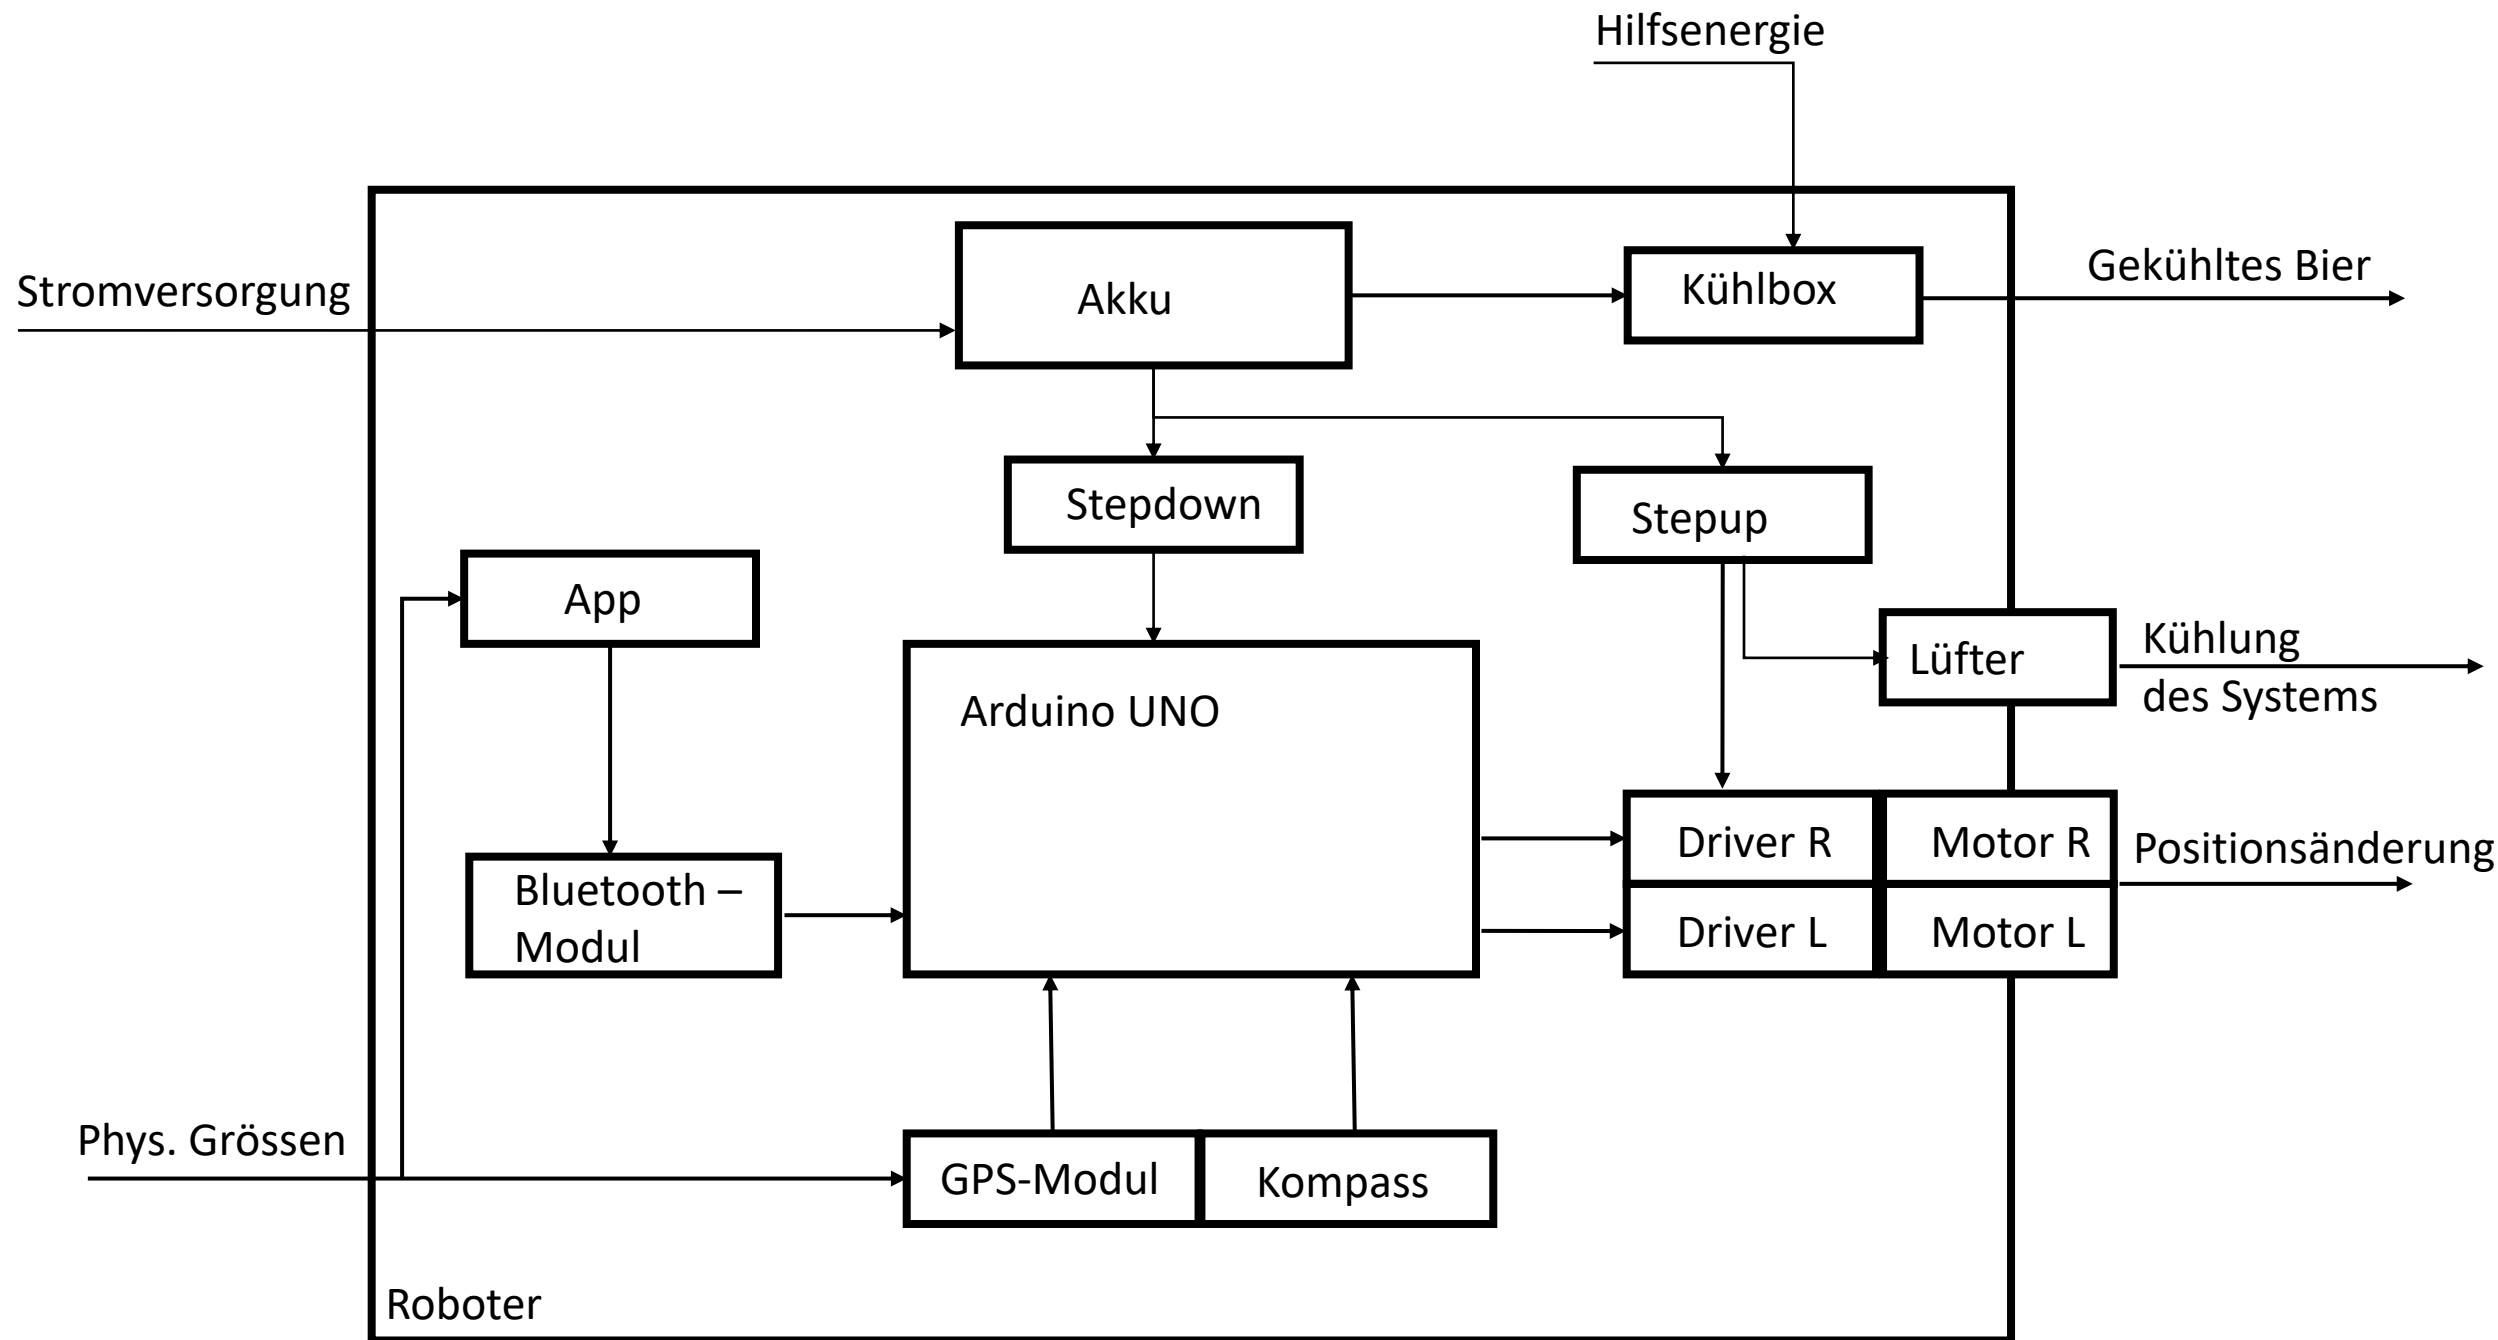 Hilfsenergie
Stromversorgung
Akku
Kühlbox
Gekühltes Bier
Stepdown
Stepup
App
Lüfter
Kühlung
des Systems
Arduino UNO
Bluetooth –
Modul
Driver R
Motor R
Positionsänderung
Driver L
Motor L
Phys. Grössen
GPS-Modul
Kompass
Roboter